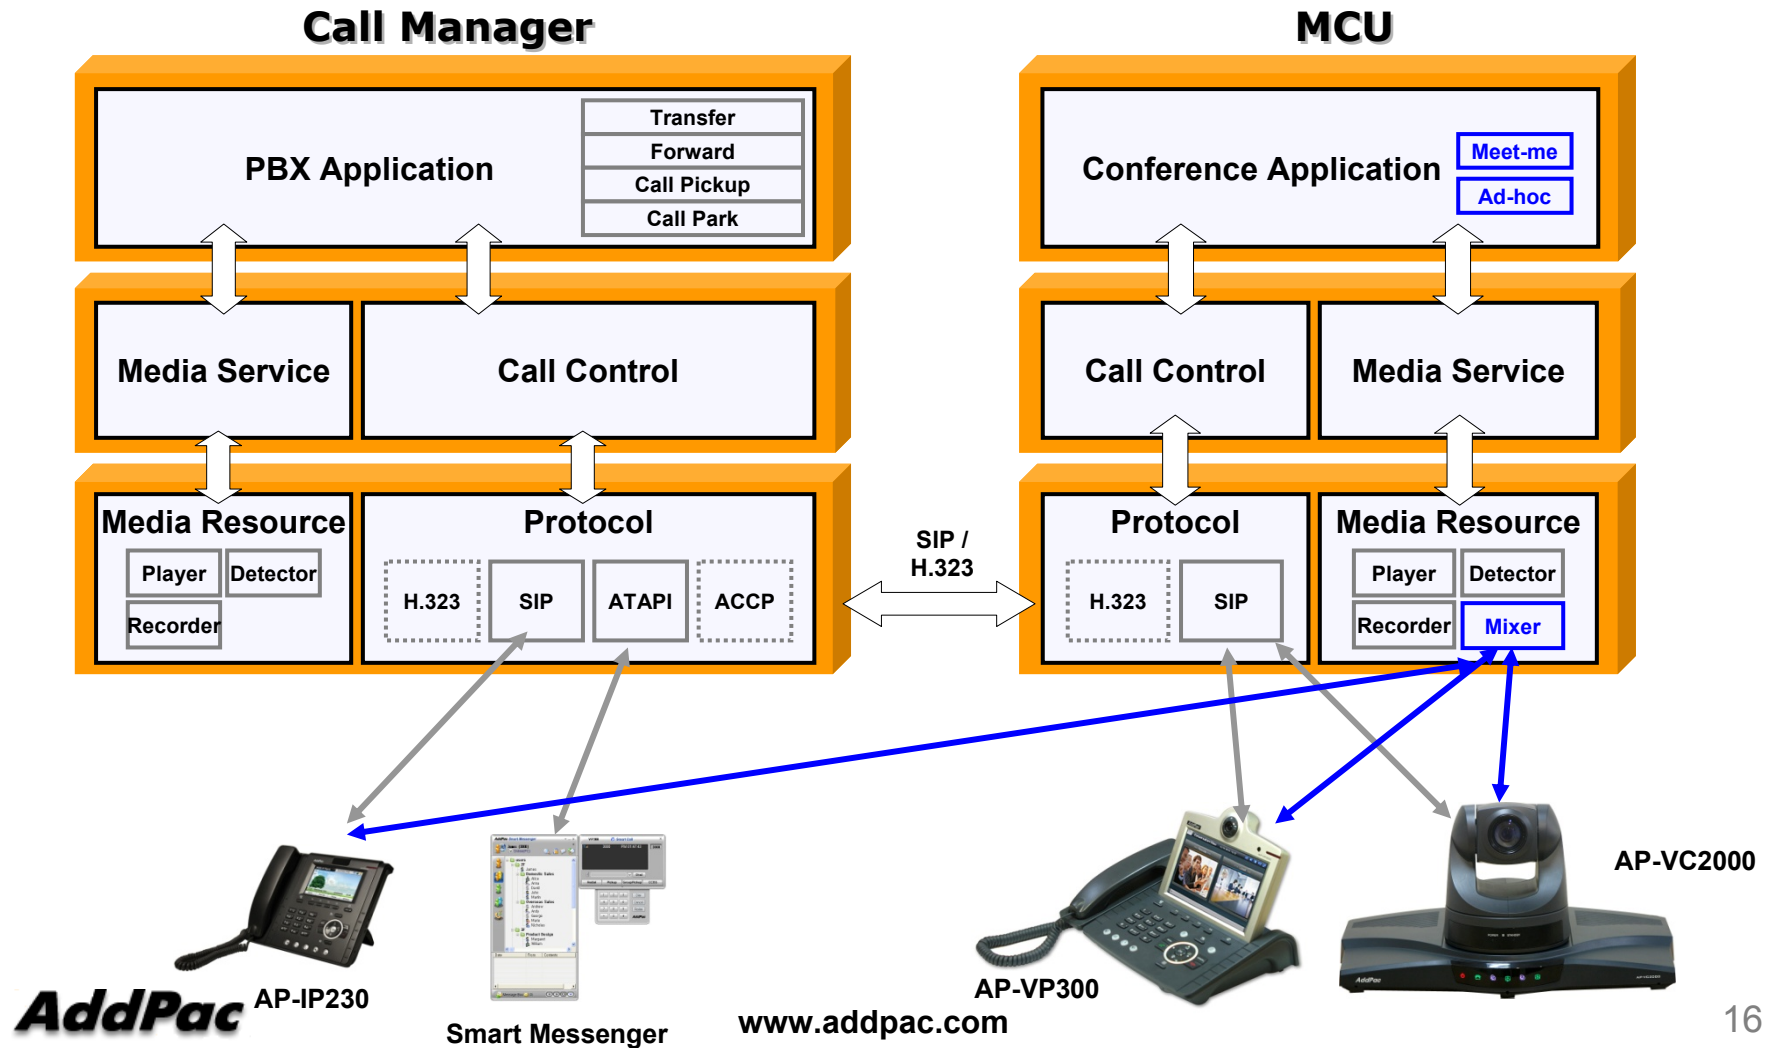 Call Manager
MCU
PBX Application
Transfer
Forward
Call Pickup
Call Park
Conference Application
Meet-me
Ad-hoc
Media Service
Call Control
Call Control
Media Service
Media Resource
Player
Detector
Recorder
Protocol
H.323
SIP
ATAPI
ACCP
SIP /
H.323
Protocol
H.323
SIP
Media Resource
Player
Detector
Recorder
Mixer
AP-IP230
Smart Messenger
AP-VP300
AP-VC2000
AddPac
AddPac
www.addpac.com
16